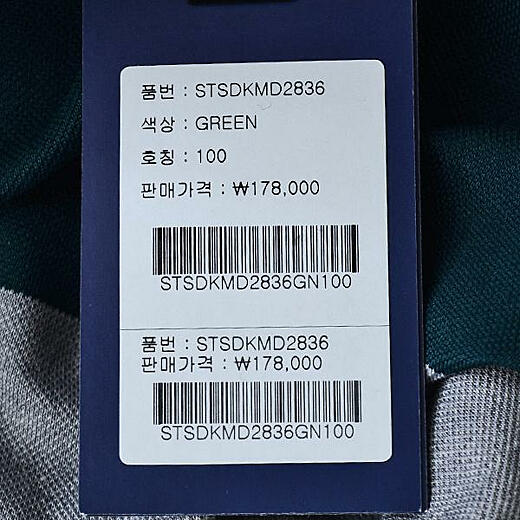 품번 : STSDKMD2836
색상 : GREEN
호칭 : 100
판매가격 : ₩178,000
STSDKMD2836GN100
품번 : STSDKMD2836
판매가격 : ₩178,000
STSDKMD2836GN100